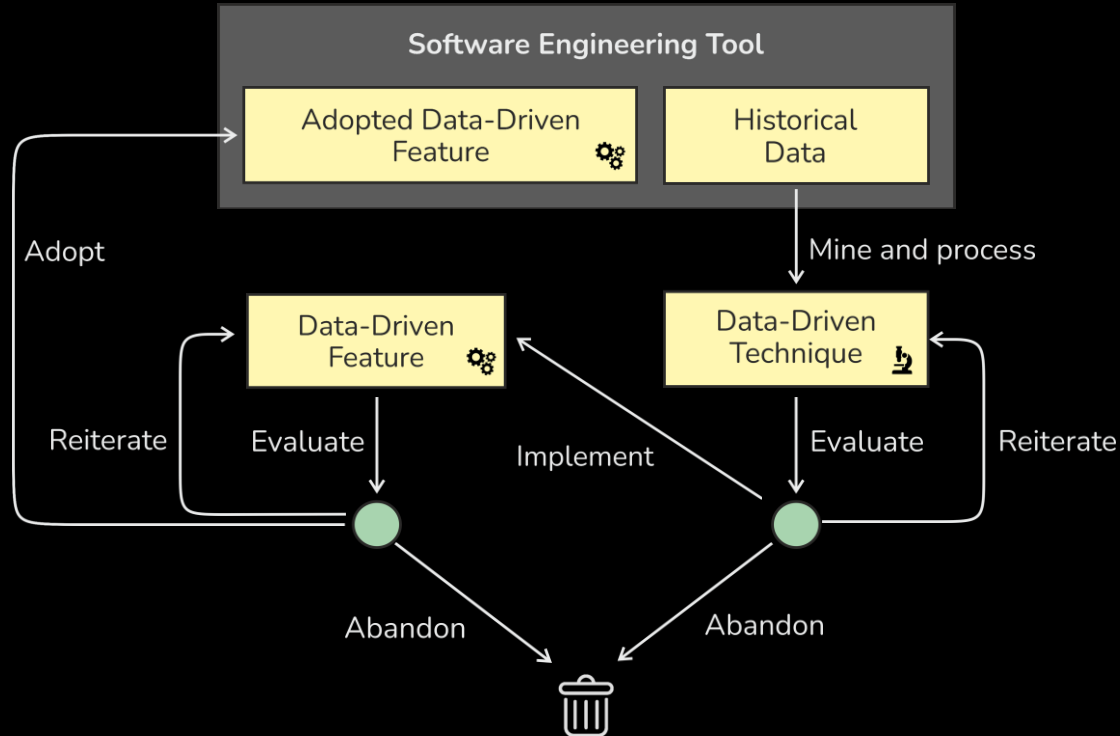 Software Engineering Tool
Adopted Data-Driven
Feature
Historical
Data
Adopt
Mine and process
Data-Driven
Feature
Data-Driven
Technique
Reiterate
Evaluate
Implement
Evaluate
Reiterate
Abandon
Abandon